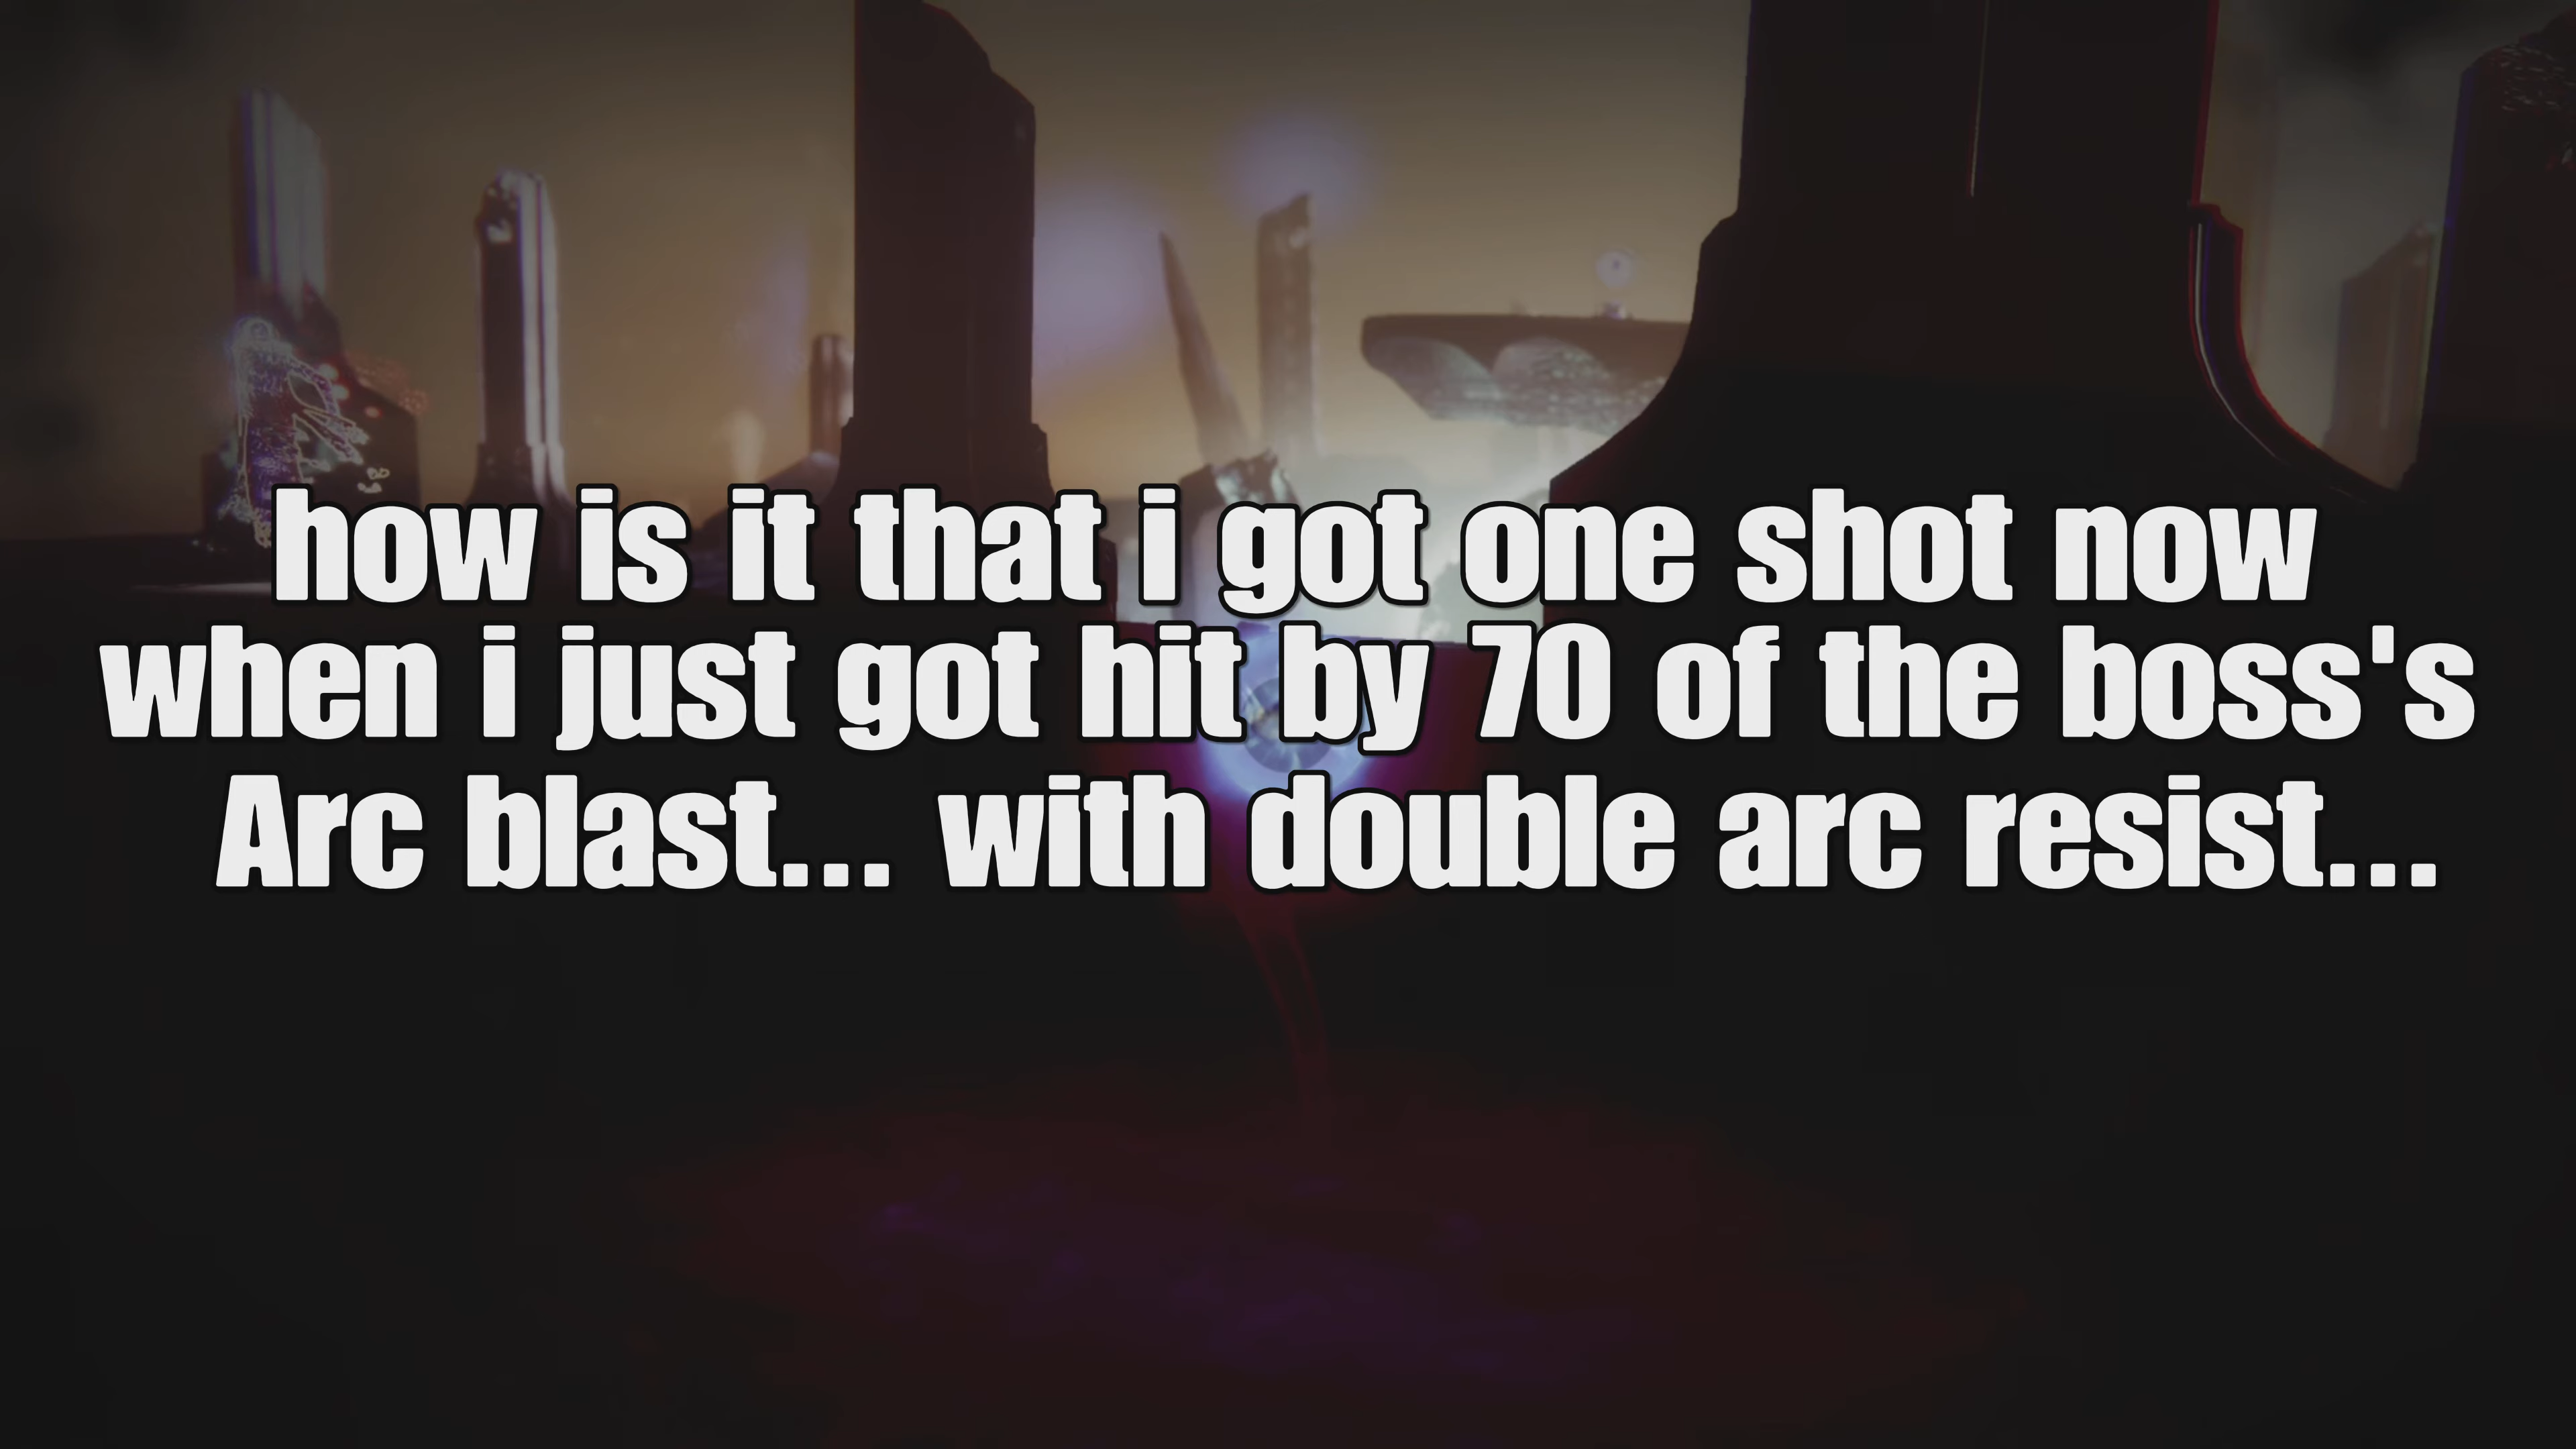 how is it that i got one shot now
when i just got hit by 70 of the boss's
Arc blast... with double arc resist...